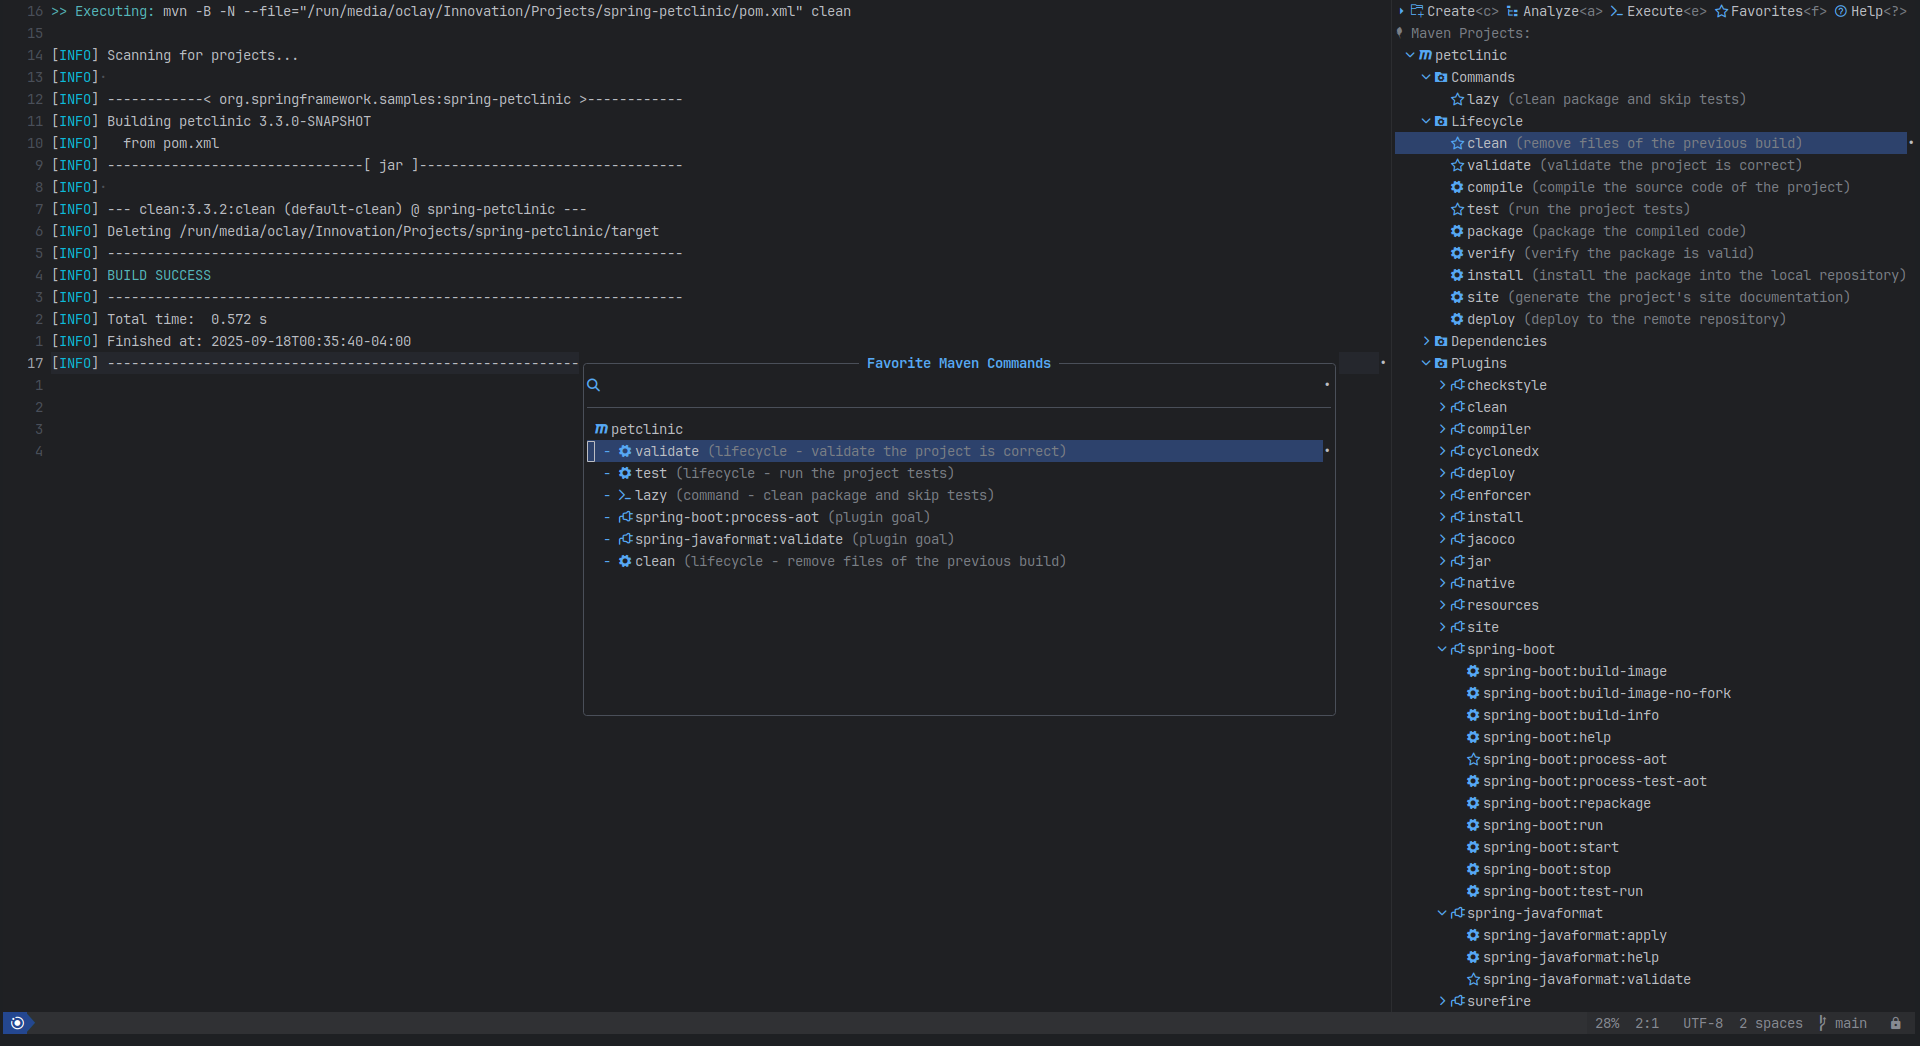 16 >> Executing: mvn -B -N --file="/run/media/oclay/Innovation/Projects/spring-petclinic/pom.xml" clean
15
14 [INFO] Scanning for projects...
13 [INFO]
12 [INFO] ------------< org.springframework.samples:spring-petclinic >------------
11 [INFO] Building petclinic 3.3.0-SNAPSHOT
10 [INFO]   from pom.xml
9 [INFO] --------------------------------[ jar ]---------------------------------
8 [INFO]
7 [INFO] --- clean:3.3.2:clean (default-clean) @ spring-petclinic ---
6 [INFO] Deleting /run/media/oclay/Innovation/Projects/spring-petclinic/target
5 [INFO] ------------------------------------------------------------------------
4 [INFO] BUILD SUCCESS
3 [INFO] ------------------------------------------------------------------------
2 [INFO] Total time:  0.572 s
1 [INFO] Finished at: 2025-09-18T00:35:40-04:00
17 [INFO] -----------------------------------------------------------
1
2
3
4
Favorite Maven Commands
petclinic
- validate (lifecycle - validate the project is correct)
- test (lifecycle - run the project tests)
- lazy (command - clean package and skip tests)
- spring-boot:process-aot (plugin goal)
- spring-javaformat:validate (plugin goal)
- clean (lifecycle - remove files of the previous build)
Create<c> Analyze<a> Execute<e> Favorites<f> Help<?>
Maven Projects:
petclinic
Commands
lazy (clean package and skip tests)
Lifecycle
clean (remove files of the previous build)
validate (validate the project is correct)
compile (compile the source code of the project)
test (run the project tests)
package (package the compiled code)
verify (verify the package is valid)
install (install the package into the local repository)
site (generate the project's site documentation)
deploy (deploy to the remote repository)
Dependencies
Plugins
checkstyle
clean
compiler
cyclonedx
deploy
enforcer
install
jacoco
jar
native
resources
site
spring-boot
spring-boot:build-image
spring-boot:build-image-no-fork
spring-boot:build-info
spring-boot:help
spring-boot:process-aot
spring-boot:process-test-aot
spring-boot:repackage
spring-boot:run
spring-boot:start
spring-boot:stop
spring-boot:test-run
spring-javaformat
spring-javaformat:apply
spring-javaformat:help
spring-javaformat:validate
surefire
28% 2:1 UTF-8 2 spaces main